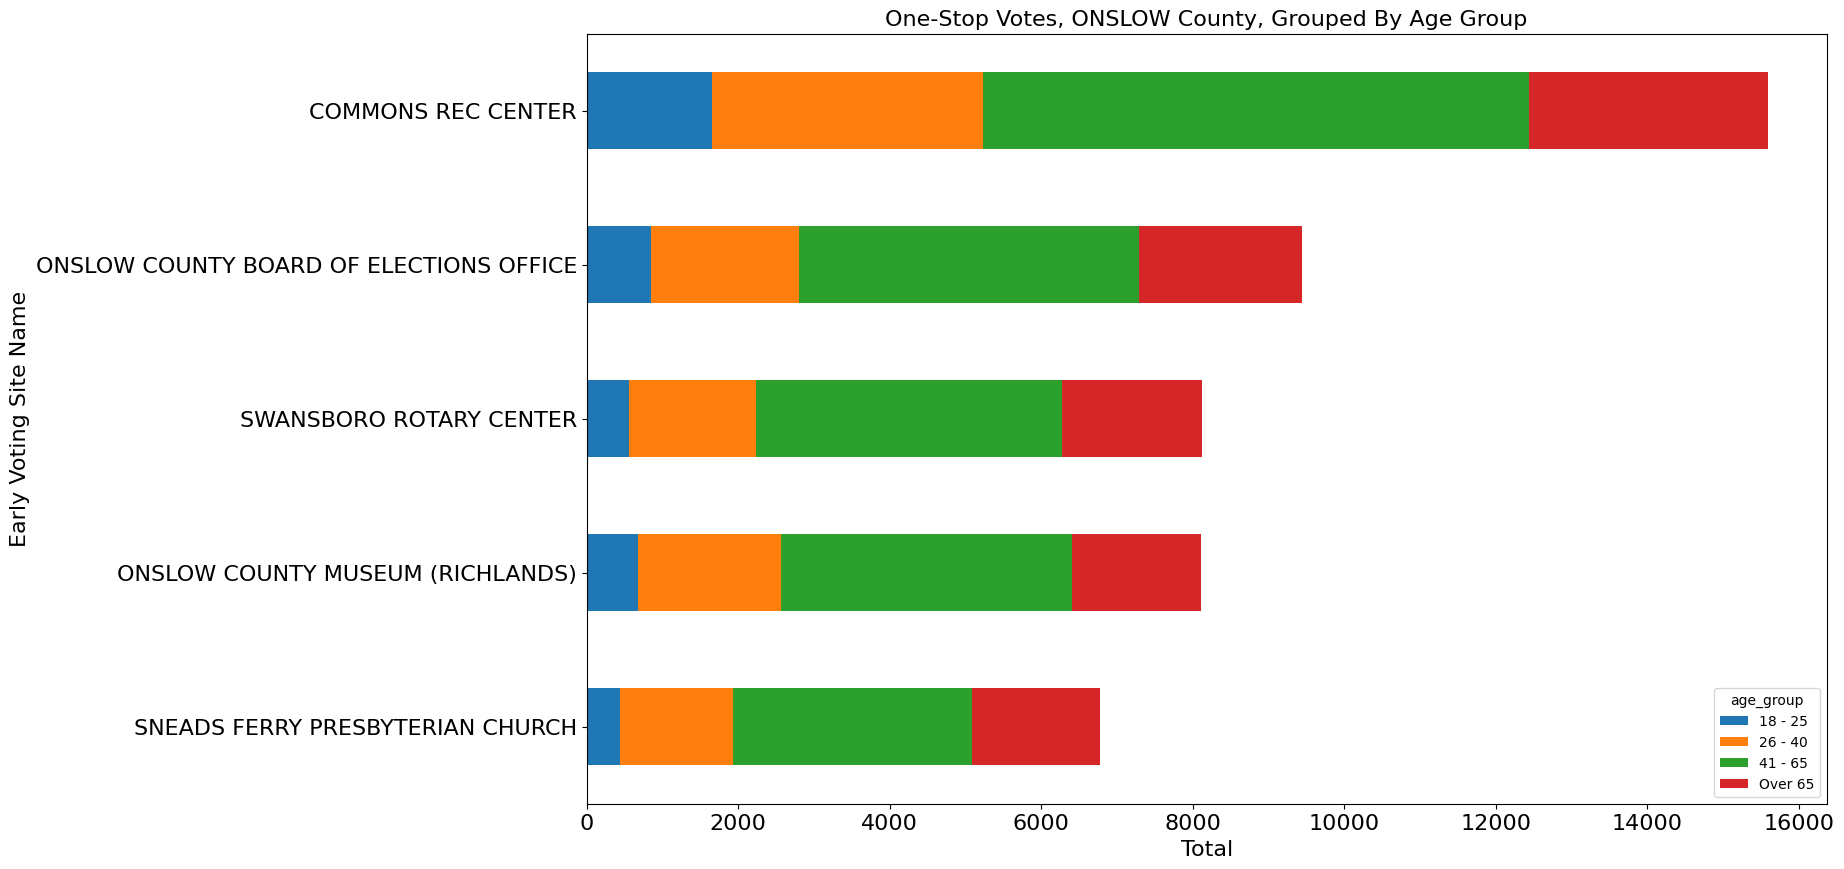 One-Stop Votes, ONSLOW County, Grouped By Age Group
Early Voting Site Name
COMMONS REC CENTER
ONSLOW COUNTY BOARD OF ELECTIONS OFFICE
SWANSBORO ROTARY CENTER
ONSLOW COUNTY MUSEUM (RICHLANDS)
SNEADS FERRY PRESBYTERIAN CHURCH
age_group
18 - 25
26 - 40
41 - 65
Over 65
0 2000 4000 6000 8000 10000 12000 14000 16000
Total